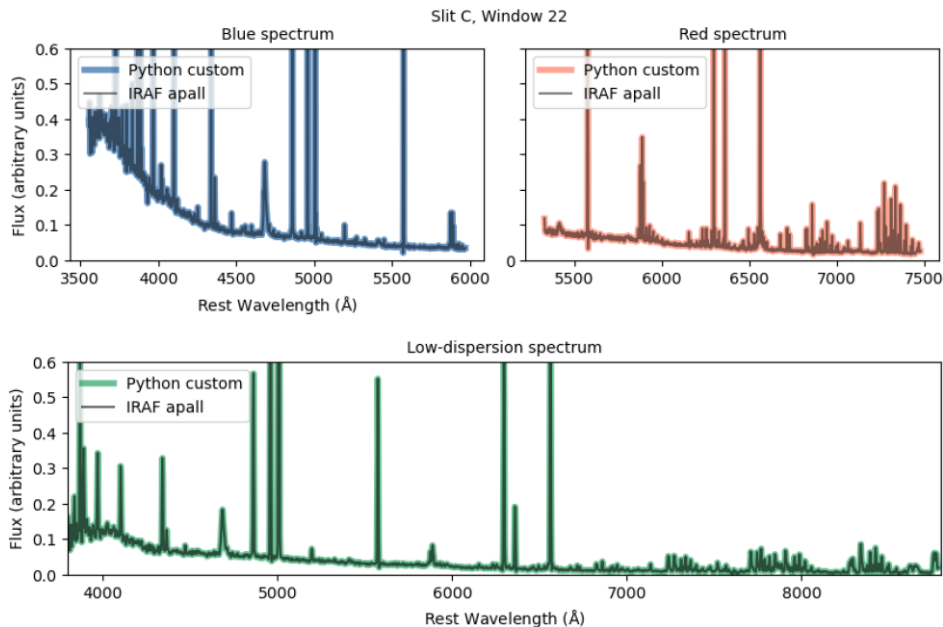 Slit C, Window 22
Blue spectrum
Red spectrum
Flux (arbitrary units)
0.6
0.5
0.4
0.3
0.2
0.1
0.0
Python custom
IRAF apall
3500 4000 4500 5000 5500 6000
Rest Wavelength (Å)
0
Python custom
IRAF apall
5500 6000 6500 7000 7500
Rest Wavelength (Å)
Low-dispersion spectrum
Flux (arbitrary units)
0.6
0.5
0.4
0.3
0.2
0.1
0.0
Python custom
IRAF apall
4000 5000 6000 7000 8000
Rest Wavelength (Å)